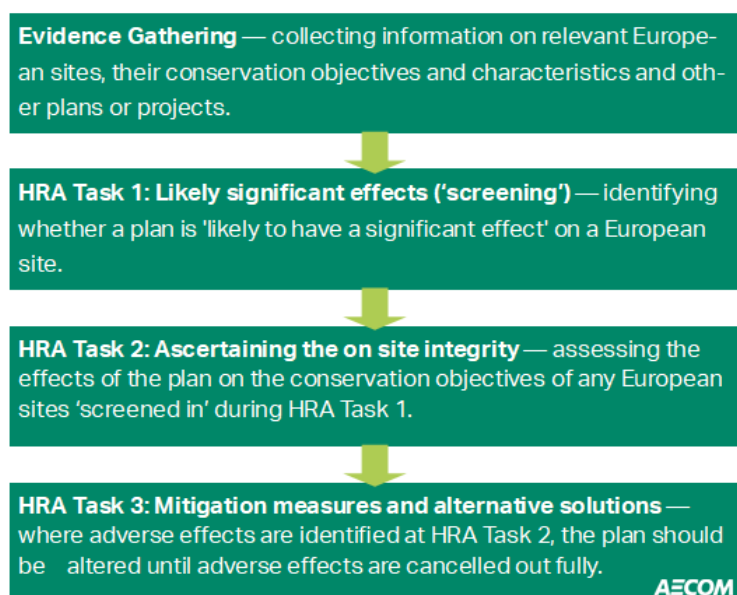 Evidence Gathering — collecting information on relevant Europe-
an sites, their conservation objectives and characteristics and oth-
er plans or projects.
HRA Task 1: Likely significant effects (‘screening’) — identifying
whether a plan is 'likely to have a significant effect' on a European
site.
HRA Task 2: Ascertaining the on site integrity — assessing the
effects of the plan on the conservation objectives of any European
sites ‘screened in’ during HRA Task 1.
HRA Task 3: Mitigation measures and alternative solutions —
where adverse effects are identified at HRA Task 2, the plan should
be altered until adverse effects are cancelled out fully.
AECOM